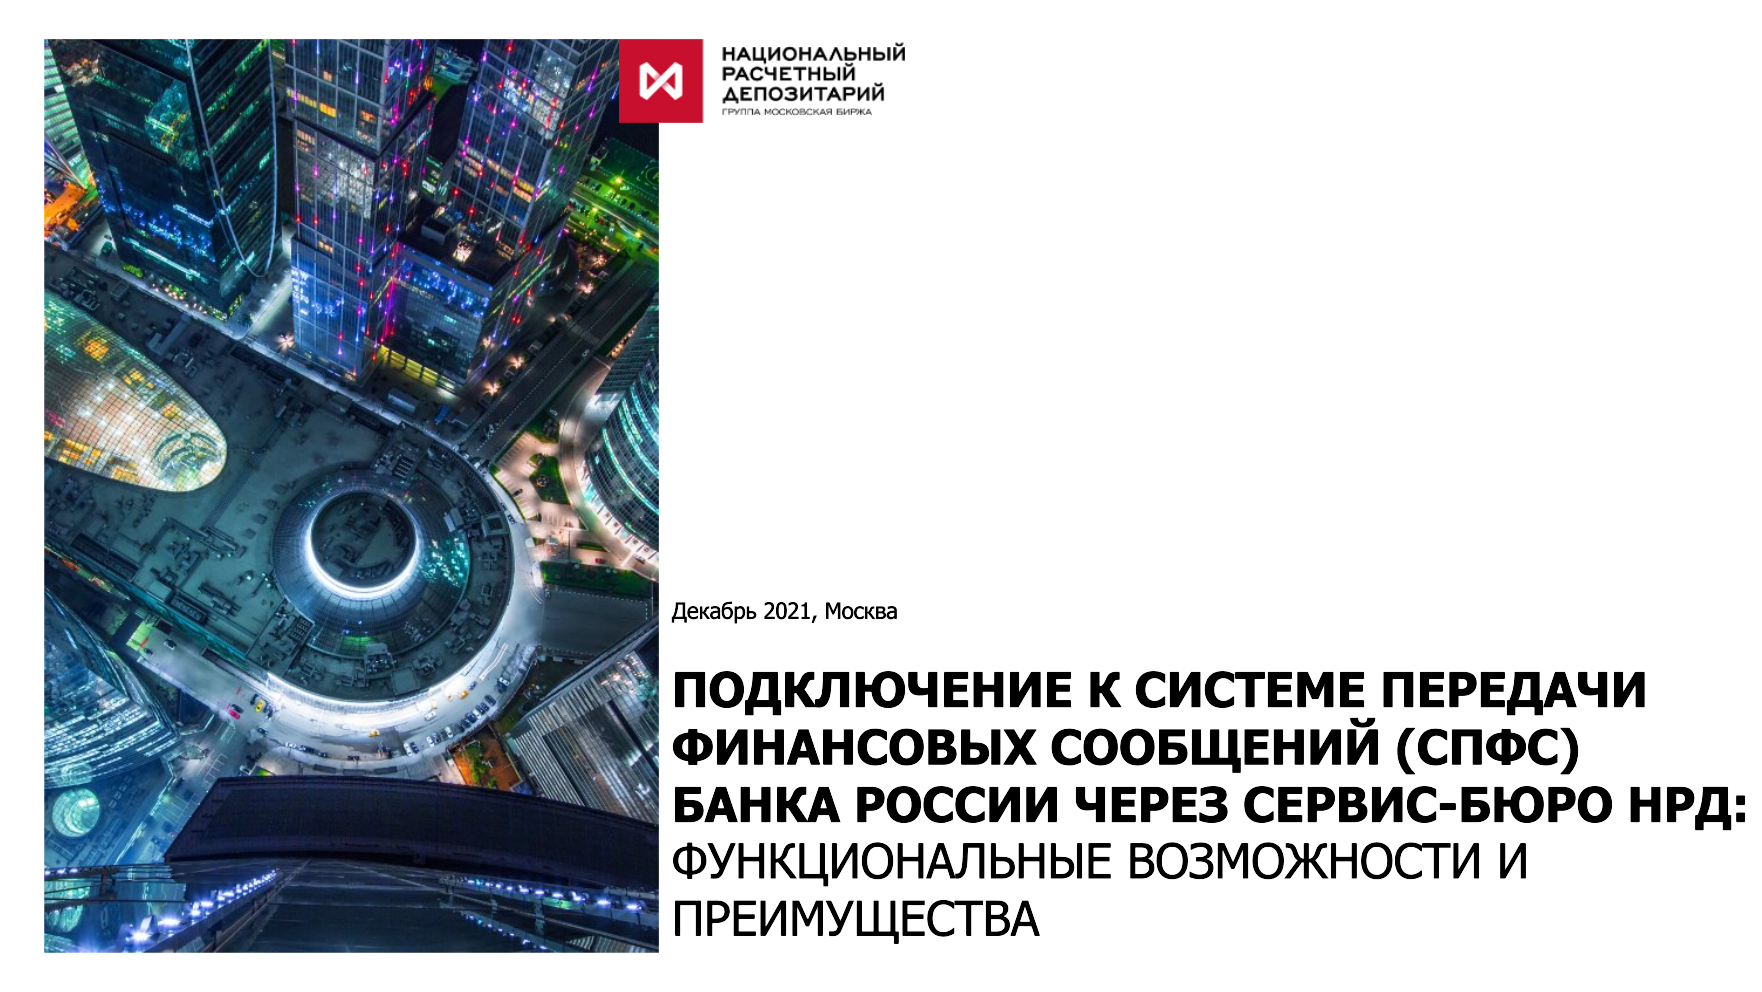 НАЦИОНАЛЬНЫЙ
РАСЧЕТНЫЙ
ДЕПОЗИТАРИЙ
ГРУППА МОСКОВСКАЯ БИРЖА
Декабрь 2021, Москва
ПОДКЛЮЧЕНИЕ К СИСТЕМЕ ПЕРЕДАЧИ
ФИНАНСОВЫХ СООБЩЕНИЙ (СПФС)
БАНКА РОССИИ ЧЕРЕЗ СЕРВИС-БЮРО НРД:
ФУНКЦИОНАЛЬНЫЕ ВОЗМОЖНОСТИ И
ПРЕИМУЩЕСТВА